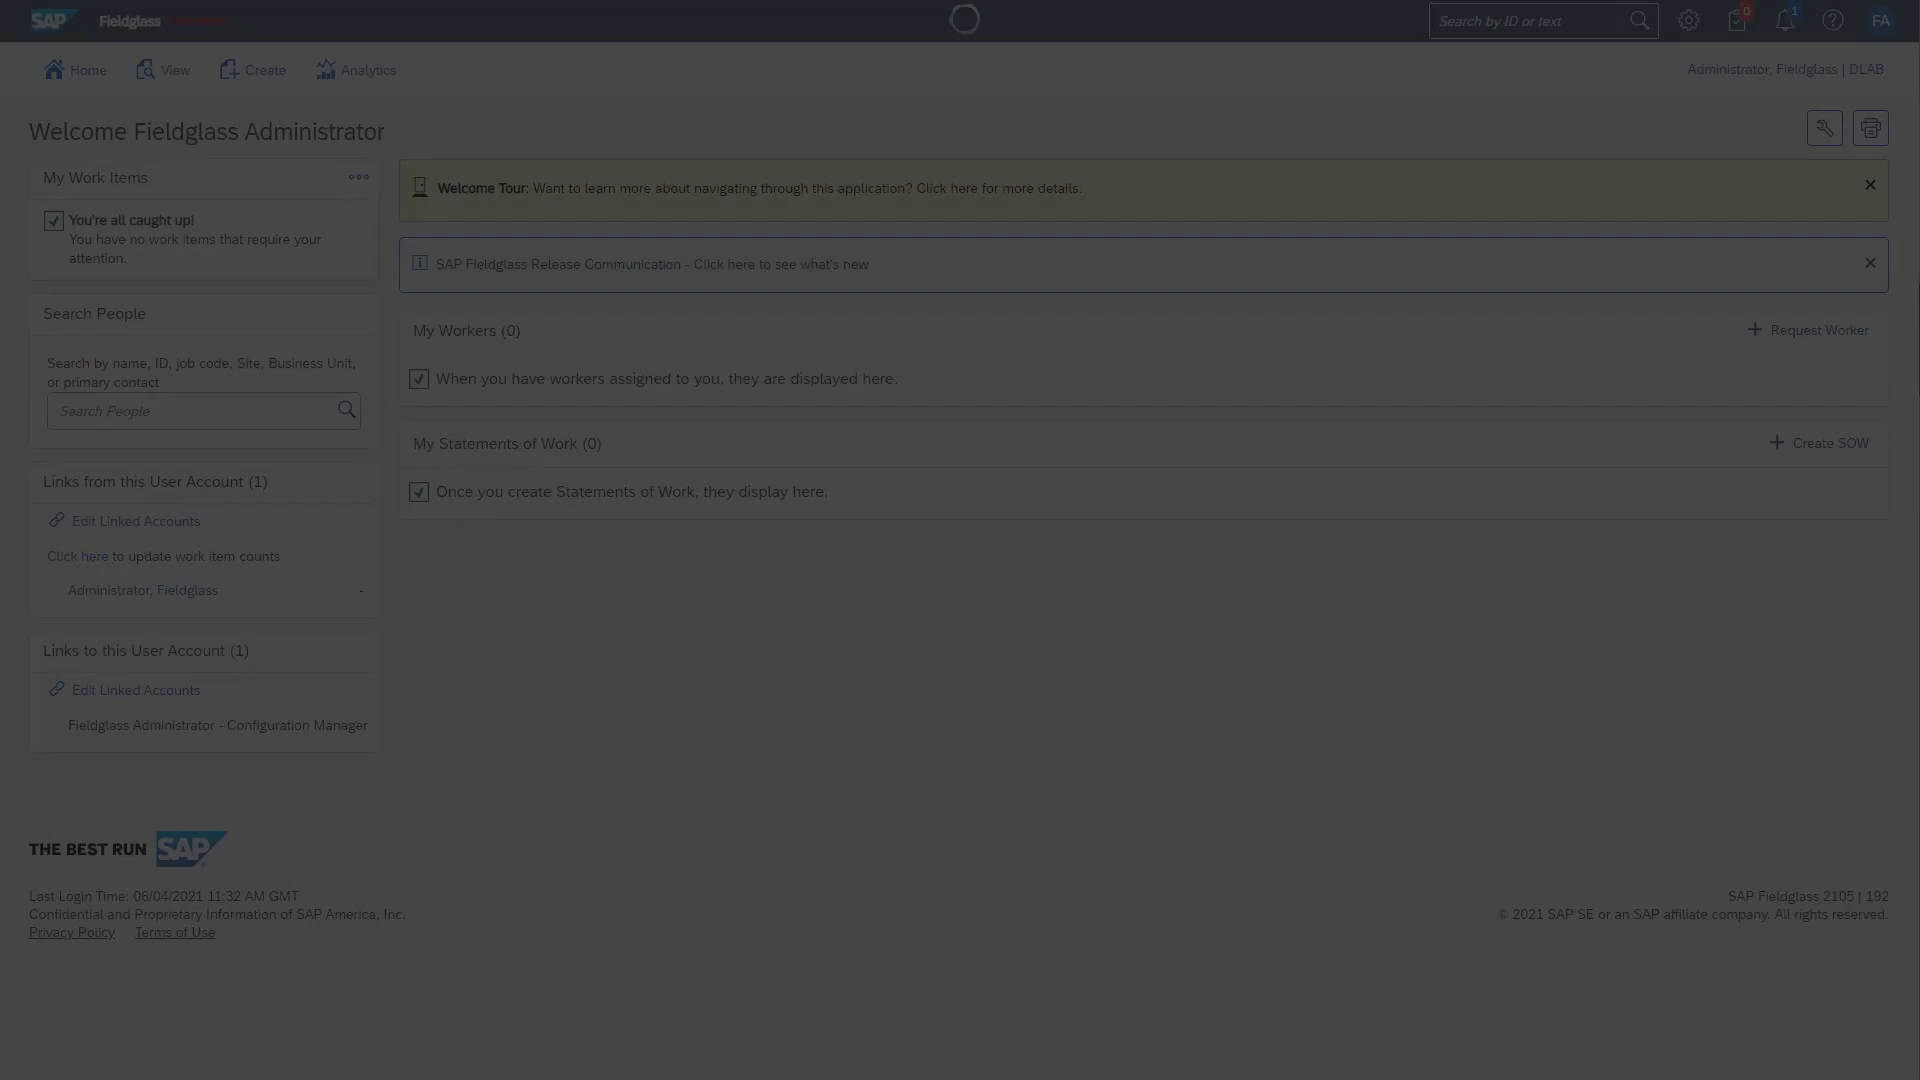 SAP Fieldglass
Search by ID or text
0
1
FA
Home
View
Create
Analytics
Administrator, Fieldglass | DLAB
Welcome Fieldglass Administrator
My Work Items
You're all caught up!
You have no work items that require your
attention.
Search People
Search by name, ID, job code, Site, Business Unit,
or primary contact
Search People
Links from this User Account (1)
Edit Linked Accounts
Click here to update work item counts
Administrator, Fieldglass -
Links to this User Account (1)
Edit Linked Accounts
Fieldglass Administrator - Configuration Manager
Welcome Tour: Want to learn more about navigating through this application? Click here for more details.
SAP Fieldglass Release Communication - Click here to see what's new
My Workers (0)
Request Worker
When you have workers assigned to you, they are displayed here.
My Statements of Work (0)
Create SOW
Once you create Statements of Work, they display here.
THE BEST RUN SAP
Last Login Time: 06/04/2021 11:32 AM GMT
Confidential and Proprietary Information of SAP America, Inc.
Privacy Policy Terms of Use
SAP Fieldglass 2105 | 192
© 2021 SAP SE or an SAP affiliate company. All rights reserved.